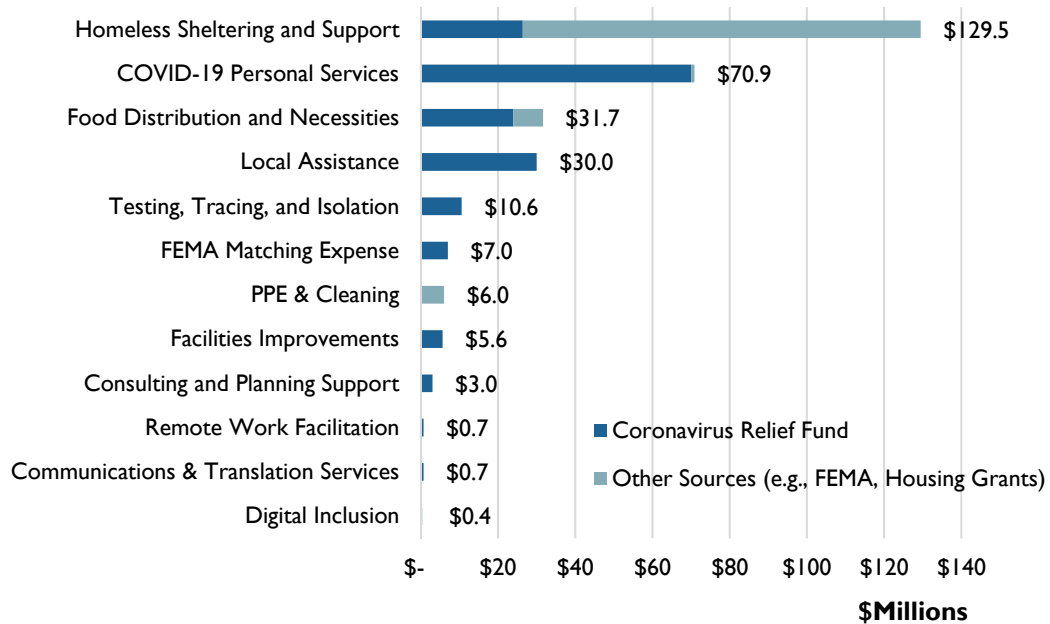 Homeless Sheltering and Support $129.5
COVID-19 Personal Services $70.9
Food Distribution and Necessities $31.7
Local Assistance $30.0
Testing, Tracing, and Isolation $10.6
FEMA Matching Expense $7.0
PPE & Cleaning $6.0
Facilities Improvements $5.6
Consulting and Planning Support $3.0
Remote Work Facilitation $0.7
Coronavirus Relief Fund
Communications & Translation Services $0.7
Other Sources (e.g., FEMA, Housing Grants)
Digital Inclusion $0.4
$- $20 $40 $60 $80 $100 $120 $140
$Millions